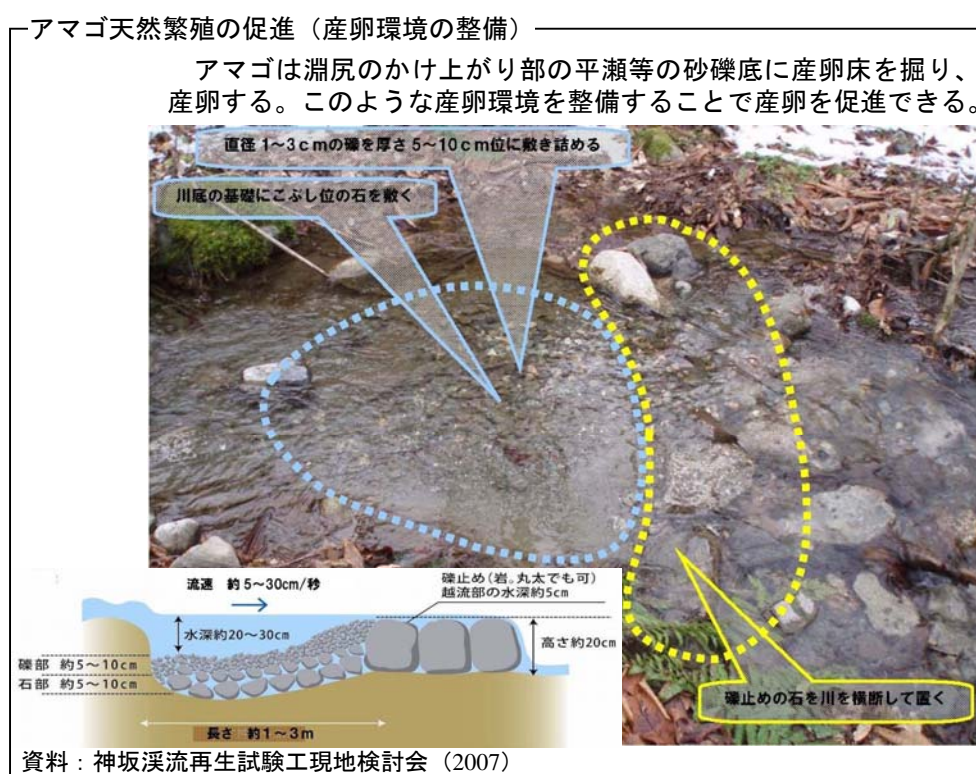 アマゴ天然繁殖の促進（産卵環境の整備）
アマゴは淵尻のかけ上がり部の平瀬等の砂礫底に産卵床を掘り、
産卵する。このような産卵環境を整備することで産卵を促進できる。
直径 1～3ｃｍの礫を厚さ 5～10ｃｍ位に敷き詰める
川底の基礎にこぶし位の石を敷く
流速 約5～30cm/秒
礫止め（岩。丸太でも可）
越流部の水深約5cm
水深約20～30cm
高さ約20cm
礫部 約5～10cm
石部 約5～10cm
長さ 約1～3ｍ
礫止めの石を川を横断して置く
資料：神坂渓流再生試験工現地検討会（2007）